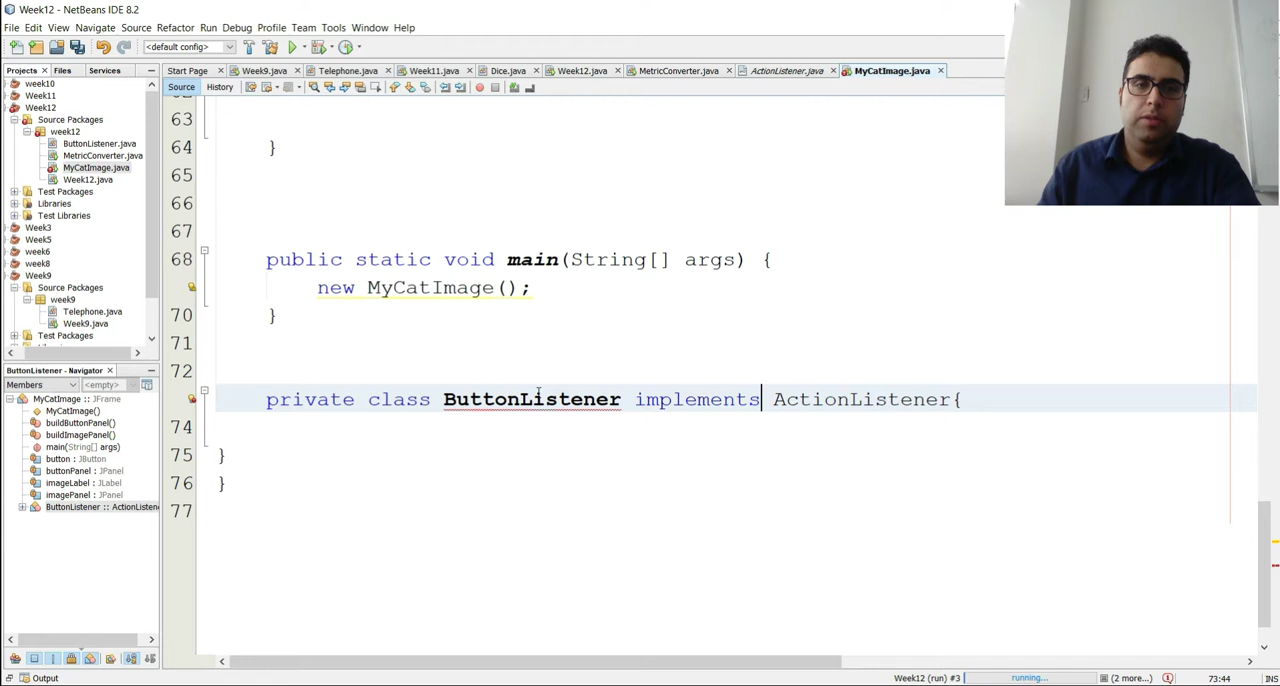 Week12 - NetBeans IDE 8.2
File Edit View Navigate Source Refactor Run Debug Profile Team Tools Window Help
<default config>
Projects Files Services
Start Page Week9.java Telephone.java Week11.java Dice.java Week12.java MetricConverter.java ActionListener.java MyCatImage.java
Source History
week10
Week11
Week12
Source Packages
week12
ButtonListener.java
MetricConverter.java
MyCatImage.java
Week12.java
Test Packages
Libraries
Test Libraries
Week3
Week5
week6
week8
Week9
Source Packages
week9
Telephone.java
Week9.java
Test Packages
ButtonListener - Navigator
Members <empty>
MyCatImage :: JFrame
MyCatImage()
buildButtonPanel()
buildImagePanel()
main(String[] args)
button : JButton
buttonPanel : JPanel
imageLabel : JLabel
imagePanel : JPanel
ButtonListener :: ActionListene
63
64 }
65
66
67
68 public static void main(String[] args) {
new MyCatImage();
70 }
71
72
private class ButtonListener implements ActionListener{
74
75 }
76 }
77
Output
Week12 (run) #3 running... (2 more...) 73:44 INS